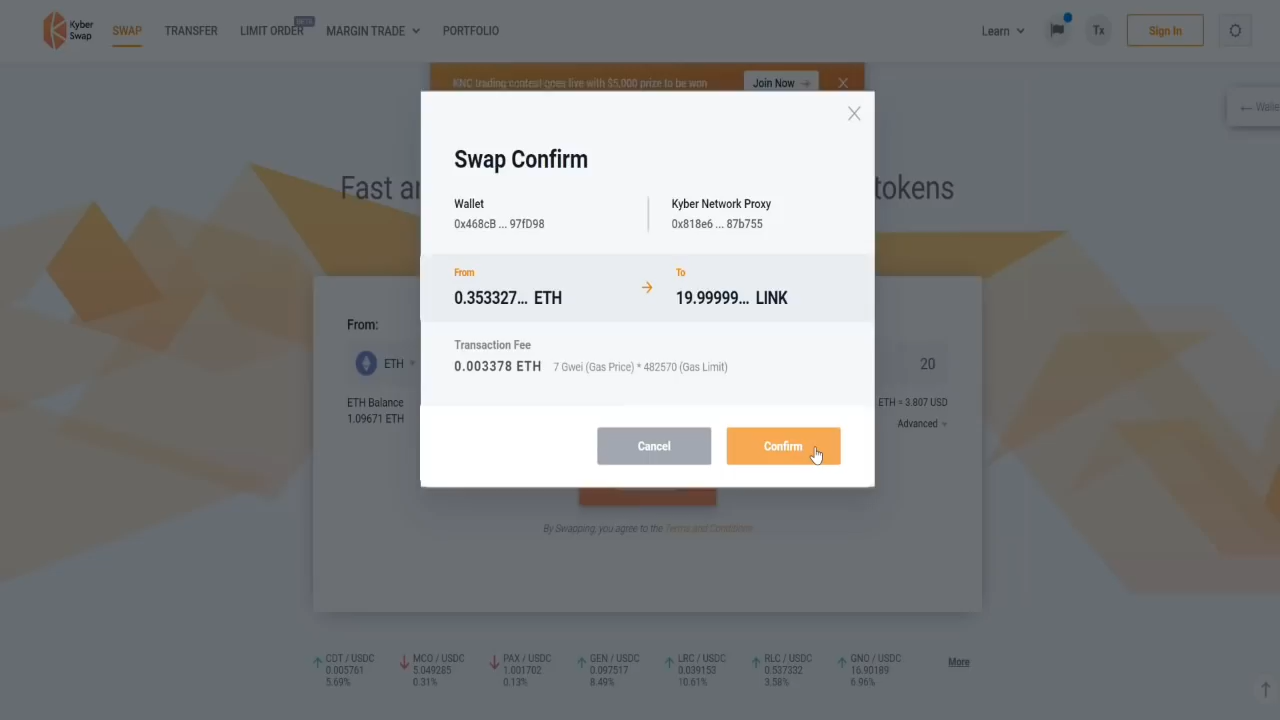 Kyber
Swap
SWAP
TRANSFER
LIMIT ORDER
BETA
MARGIN TRADE
PORTFOLIO
Learn
Tx
Sign In
KNC trading contest goes live with $5,000 prize to be won
Join Now
Swap Confirm
Wallet
Kyber Network Proxy
0x468cB ... 97fD98
0x818e6 ... 87b755
Fast
tokens
From
To
0.353327... ETH
19.99999... LINK
From:
Transaction Fee
0.003378 ETH 7 Gwei (Gas Price) * 482570 (Gas Limit)
ETH
20
ETH Balance
1.09671 ETH
ETH = 3.807 USD
Advanced
Cancel
Confirm
By Swapping, you agree to the Terms and Conditions
CDT / USDC
0.005761
5.69%
MCO / USDC
5.049285
0.31%
PAX / USDC
1.001702
0.13%
GEN / USDC
0.097517
8.49%
LRC / USDC
0.039153
10.61%
RLC / USDC
0.537332
3.58%
GNO / USDC
16.90189
6.96%
More